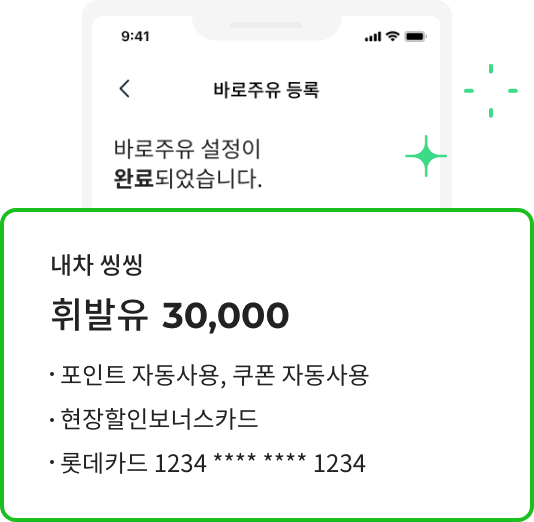 9:41
바로주유 등록
바로주유 설정이
완료되었습니다.
내차 씽씽
휘발유 30,000
· 포인트 자동사용, 쿠폰 자동사용
· 현장할인보너스카드
· 롯데카드 1234 **** **** 1234